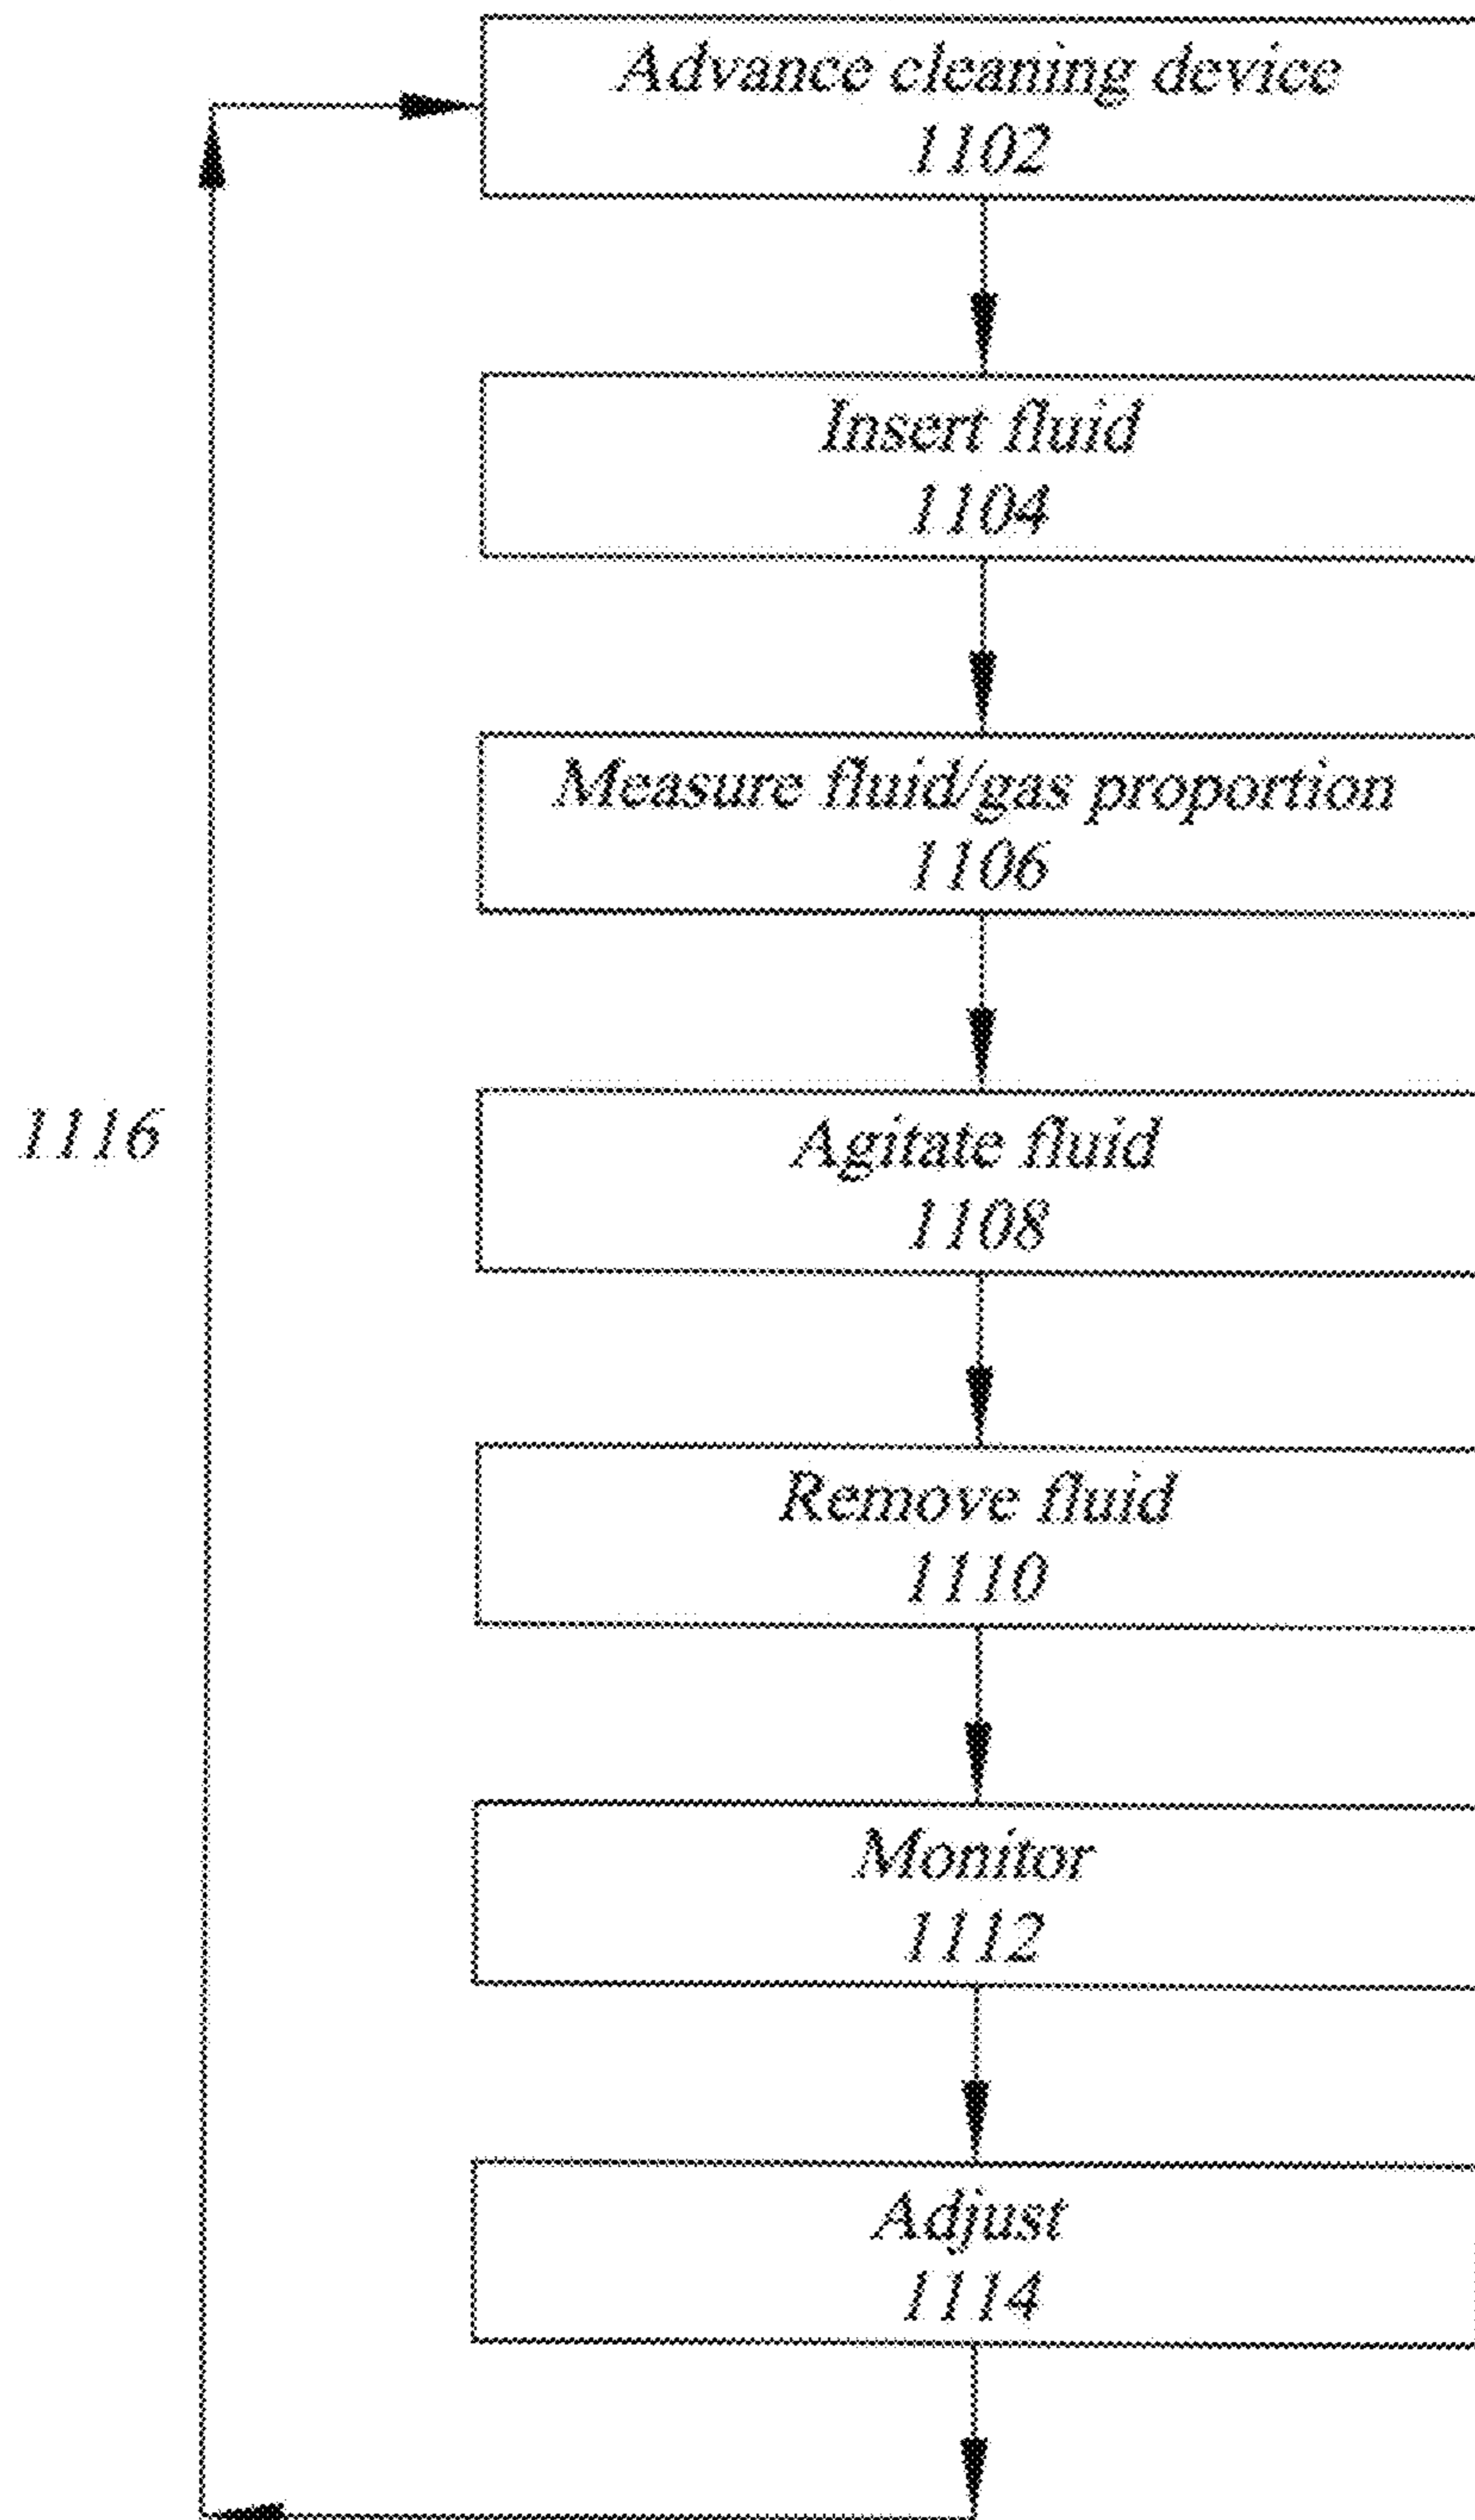 Advance cleaning device
1102
Insert fluid
1104
Measure fluid/gas proportion
1106
Agitate fluid
1108
1116
Remove fluid
1110
Monitor
1112
Adjust
1114